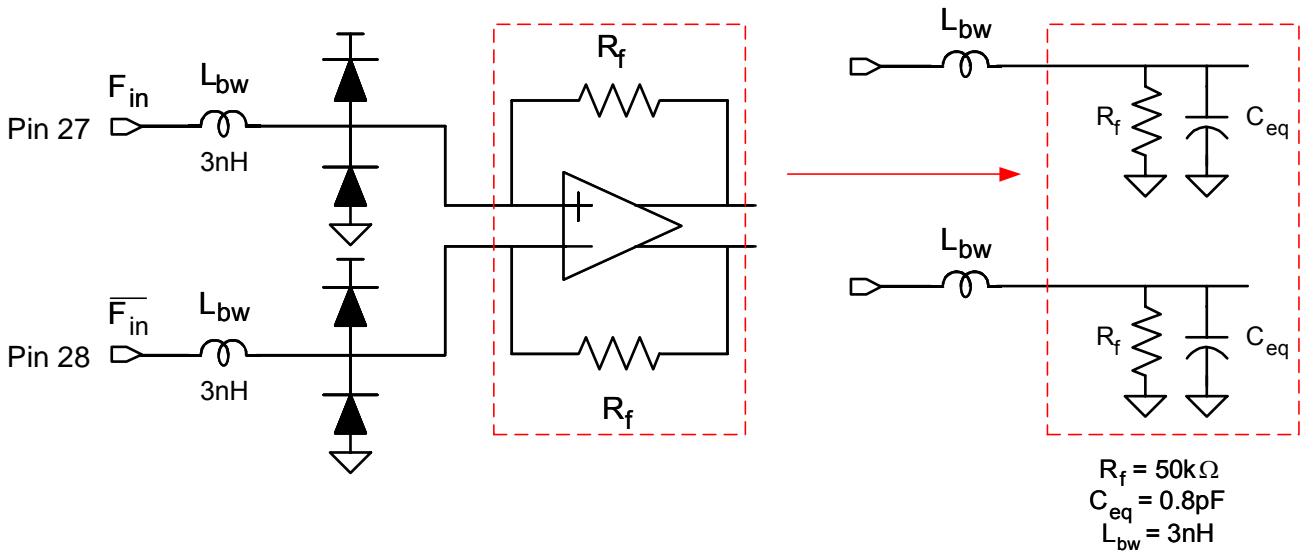 F_in
L_bw
Pin 27
3nH
R_f
+
−
F̅_i̅n̅
L_bw
Pin 28
3nH
R_f
L_bw
R_f
C_eq
L_bw
R_f
C_eq
R_f = 50kΩ
C_eq = 0.8pF
L_bw = 3nH